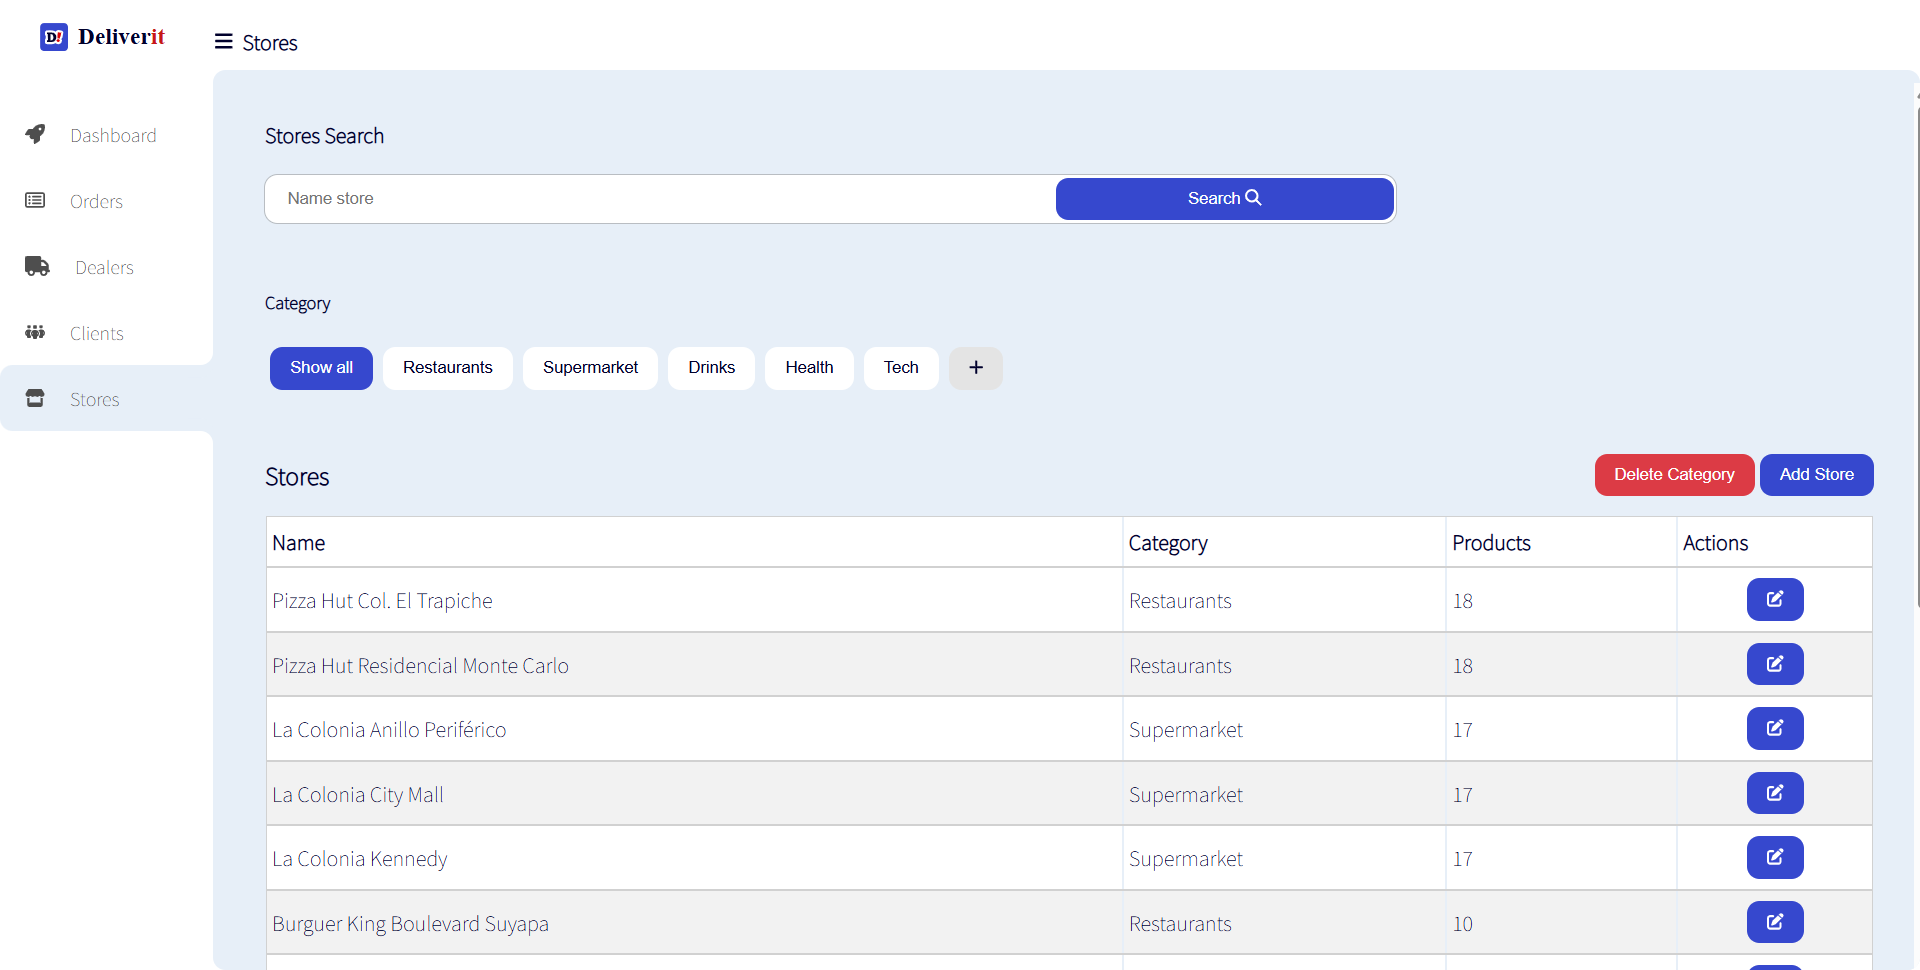 D! Deliverit
Stores
Dashboard
Orders
Dealers
Clients
Stores
Stores Search
Name store
Search
Category
Show all
Restaurants
Supermarket
Drinks
Health
Tech
+
Stores
Delete Category
Add Store
Name Category Products Actions
Pizza Hut Col. El Trapiche Restaurants 18
Pizza Hut Residencial Monte Carlo Restaurants 18
La Colonia Anillo Periférico Supermarket 17
La Colonia City Mall Supermarket 17
La Colonia Kennedy Supermarket 17
Burguer King Boulevard Suyapa Restaurants 10